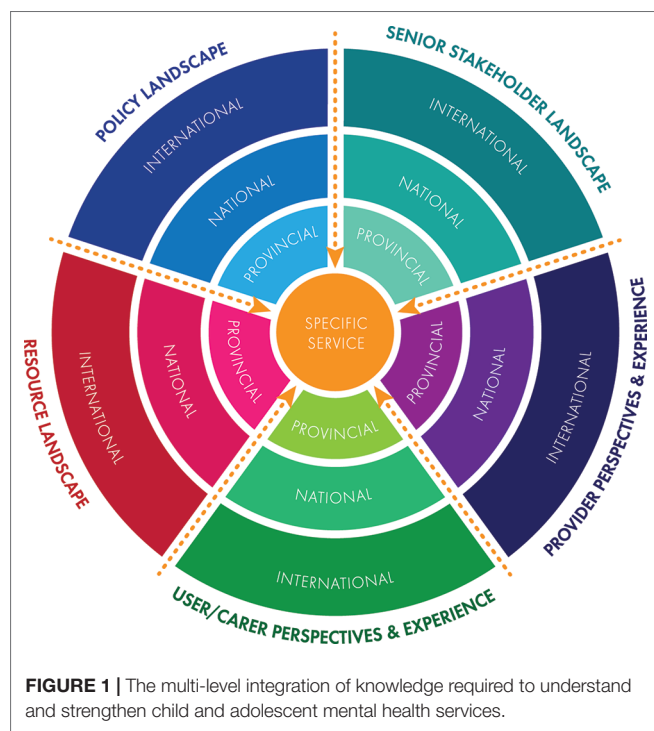 POLICY LANDSCAPE
INTERNATIONAL
NATIONAL
PROVINCIAL
SENIOR STAKEHOLDER LANDSCAPE
INTERNATIONAL
NATIONAL
PROVINCIAL
SPECIFIC
SERVICE
RESOURCE LANDSCAPE
INTERNATIONAL
NATIONAL
PROVINCIAL
PROVINCIAL
NATIONAL
INTERNATIONAL
PROVIDER PERSPECTIVES & EXPERIENCE
PROVINCIAL
NATIONAL
INTERNATIONAL
USER/CARER PERSPECTIVES & EXPERIENCE
FIGURE 1 | The multi-level integration of knowledge required to understand
and strengthen child and adolescent mental health services.